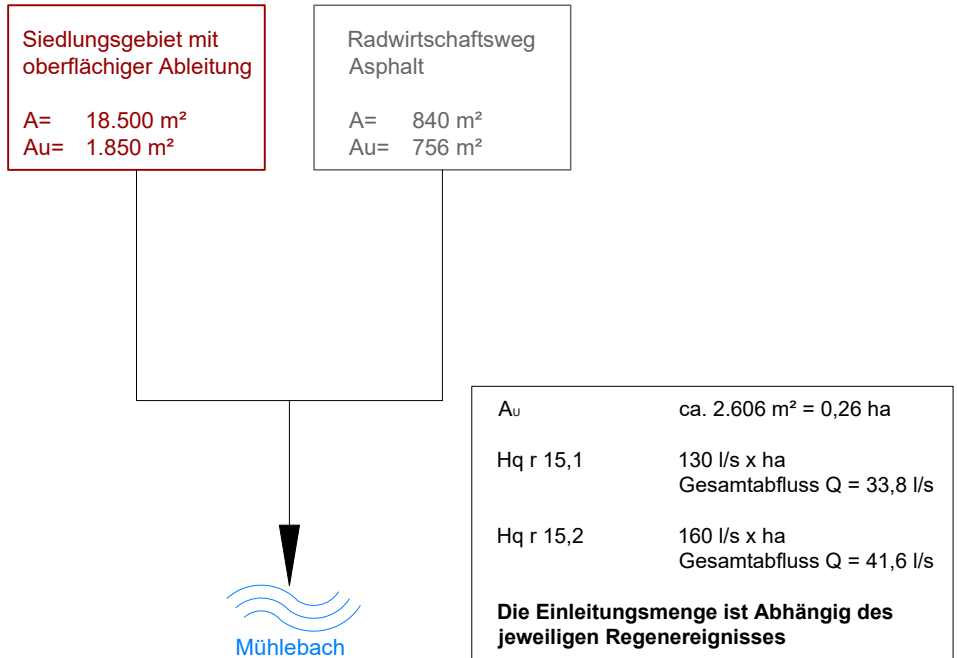 Siedlungsgebiet mit
oberflächiger Ableitung
A= 18.500 m²
Au= 1.850 m²
Radwirtschaftsweg
Asphalt
A= 840 m²
Au= 756 m²
AU ca. 2.606 m² = 0,26 ha
Hq r 15,1 130 l/s x ha
Gesamtabfluss Q = 33,8 l/s
Hq r 15,2 160 l/s x ha
Gesamtabfluss Q = 41,6 l/s
Die Einleitungsmenge ist Abhängig des
jeweiligen Regenereignisses
Mühlebach